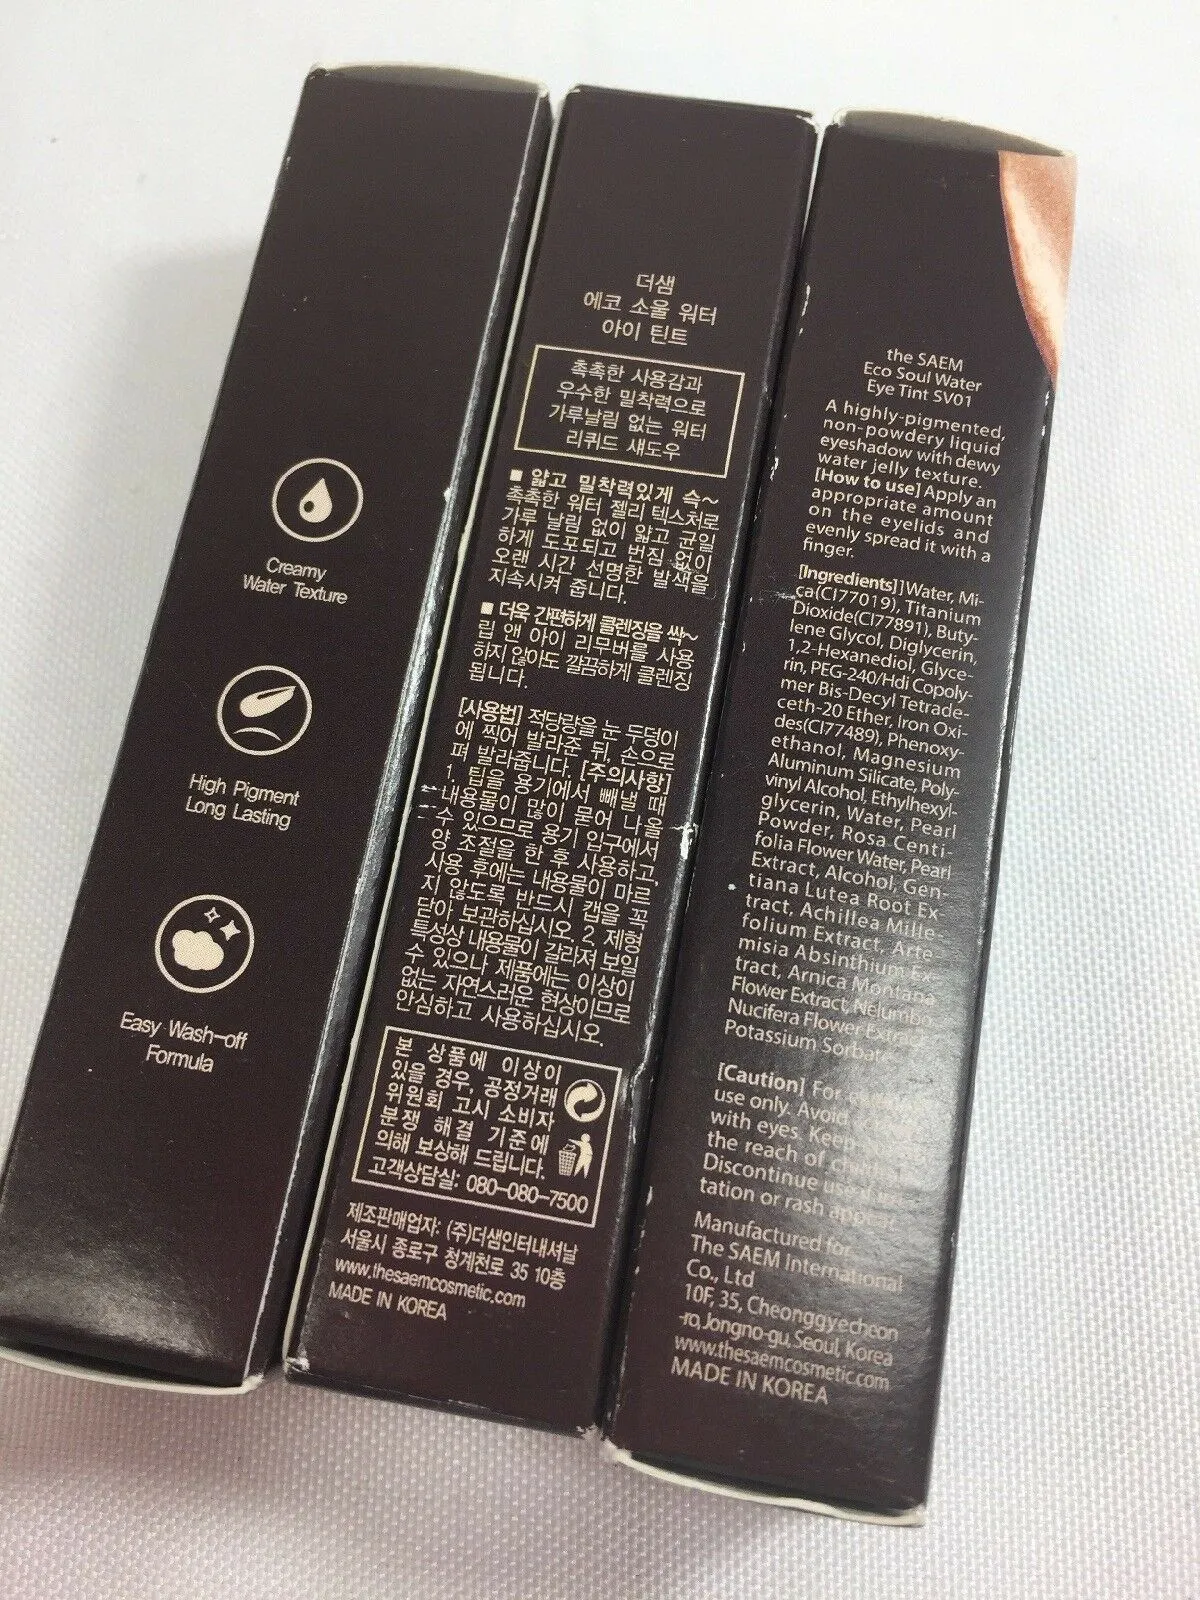 Creamy
Water Texture
High Pigment
Long Lasting
Easy Wash-off
Formula
더샘
에코 소울 워터
아이 틴트
촉촉한 사용감과
우수한 밀착력으로
가루날림 없는 워터
리퀴드 섀도우
■ 얇고 밀착력있게 슥~
촉촉한 워터 젤리 텍스처로
가루 날림 없이 얇고 균일
하게 도포되고 번짐 없이
오랜 시간 선명한 발색을
지속시켜 줍니다.
■ 더욱 간편하게 클렌징을 싹~
립 앤 아이 리무버를 사용
하지 않아도 깔끔하게 클렌징
됩니다.
[사용법] 적당량을 눈 두덩이
에 찍어 발라준 뒤, 손으로
펴 발라줍니다. [주의사항]
1. 팁을 용기에서 빼낼 때
내용물이 많이 묻어 나올
수 있으므로 용기 입구에서
양 조절을 한 후 사용하고,
사용 후에는 내용물이 마르
지 않도록 반드시 캡을 꼭
닫아 보관하십시오. 2. 제형
특성상 내용물이 갈라져 보일
수 있으나 제품에는 이상이
없는 자연스러운 현상이므로
안심하고 사용하십시오.
본 상품에 이상이
있을 경우, 공정거래
위원회 고시 소비자
분쟁 해결 기준에
의해 보상해 드립니다.
고객상담실: 080-080-7500
제조판매업자: (주)더샘인터내셔날
서울시 종로구 청계천로 35 10층
www.thesaemcosmetic.com
MADE IN KOREA
the SAEM
Eco Soul Water
Eye Tint SV01
A highly-pigmented,
non-powdery liquid
eyeshadow with dewy
water jelly texture.
[How to use] Apply an
appropriate amount
on the eyelids and
evenly spread it with a
finger.
[Ingredients]]Water, Mi-
ca(CI77019), Titanium
Dioxide(CI77891), Buty-
lene Glycol, Diglycerin,
1,2-Hexanediol, Glyce-
rin, PEG-240/Hdi Copoly-
mer Bis-Decyl Tetrade-
ceth-20 Ether, Iron Oxi-
des(CI77489), Phenoxy-
ethanol, Magnesium
Aluminum Silicate, Poly-
vinyl Alcohol, Ethylhexyl-
glycerin, Water, Pearl
Powder, Rosa Centi-
folia Flower Water, Pearl
Extract, Alcohol, Gen-
tiana Lutea Root Ex
tract, Achillea Mille-
folium Extract, Arte-
misia Absinthium Ex-
tract, Arnica Montana
Flower Extract, Nelumbo
Nucifera Flower Extract
Potassium Sorbate
[Caution] For
use only. Avoid
with eyes. Keep
the reach of
Discontinue use
tation or rash appear.
Manufactured for
The SAEM International
Co., Ltd
10F, 35, Cheonggyecheon
-ro, Jongno-gu, Seoul, Korea
www.thesaemcosmetic.com
MADE IN KOREA